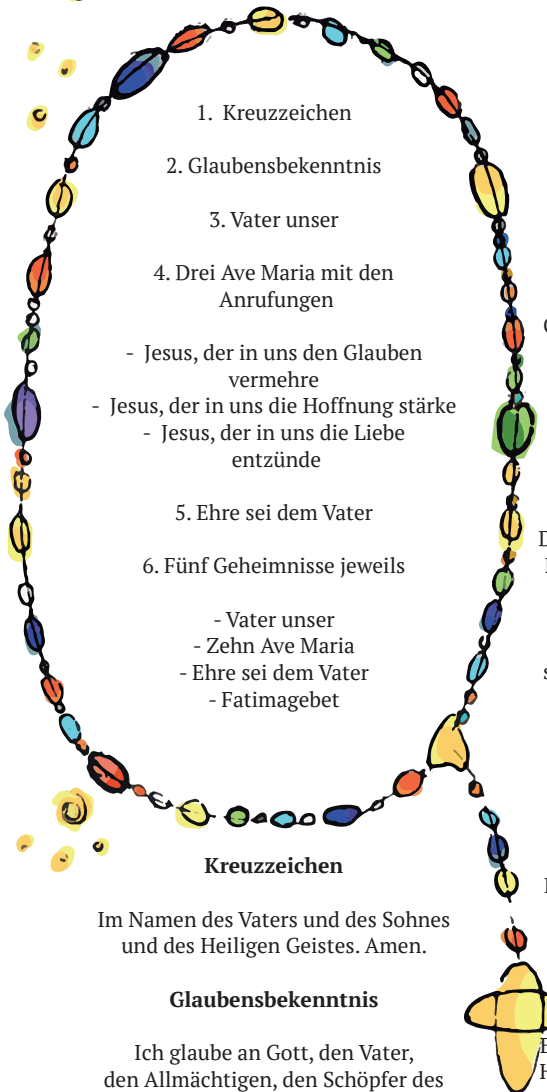 1. Kreuzzeichen
2. Glaubensbekenntnis
3. Vater unser
4. Drei Ave Maria mit den
Anrufungen
- Jesus, der in uns den Glauben
vermehre
- Jesus, der in uns die Hoffnung stärke
- Jesus, der in uns die Liebe
entzünde
5. Ehre sei dem Vater
6. Fünf Geheimnisse jeweils
- Vater unser
- Zehn Ave Maria
- Ehre sei dem Vater
- Fatimagebet
Kreuzzeichen
Im Namen des Vaters und des Sohnes
und des Heiligen Geistes. Amen.
Glaubensbekenntnis
Ich glaube an Gott, den Vater,
den Allmächtigen, den Schöpfer des